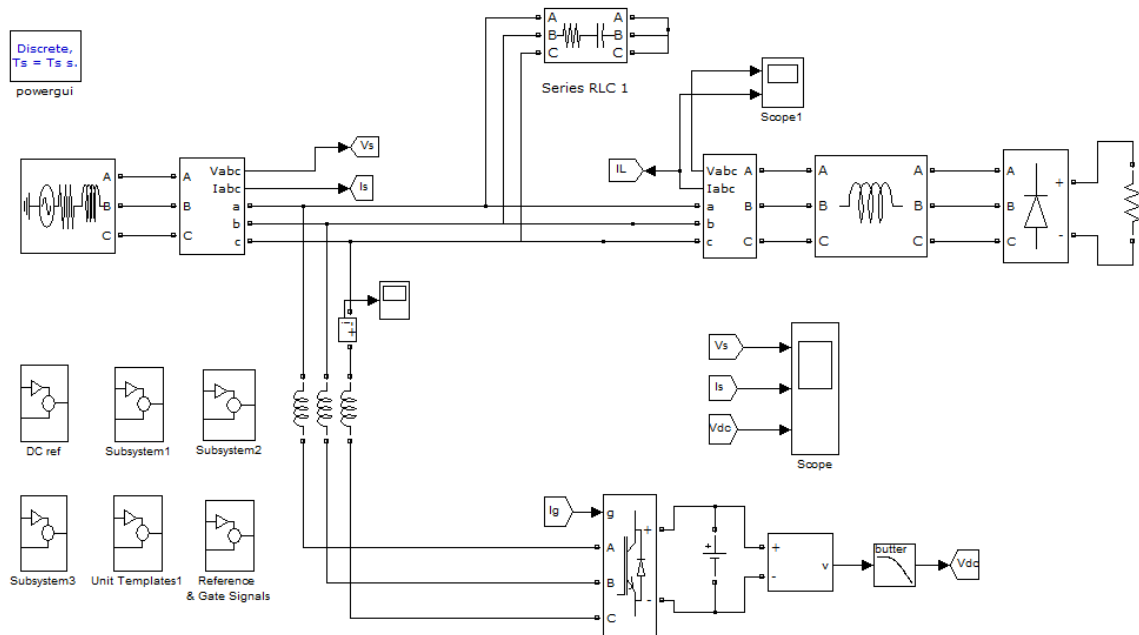 Discrete,
Ts = Ts s.
powergui
A
B
C
A
B
C
Series RLC 1
Scope1
A
B
C
A
B
C
Vabc
Iabc
a
b
c
Vs
Is
IL
Vabc
Iabc
a
b
c
A
B
C
A
B
C
A
B
C
A
B
C
+
-
- +
Vs
Is
Vdc
Scope
DC ref
Subsystem1
Subsystem2
Subsystem3
Unit Templates1
Reference
& Gate Signals
Ig
g
A
B
C
+
-
+
+
-
v
butter
Vdc